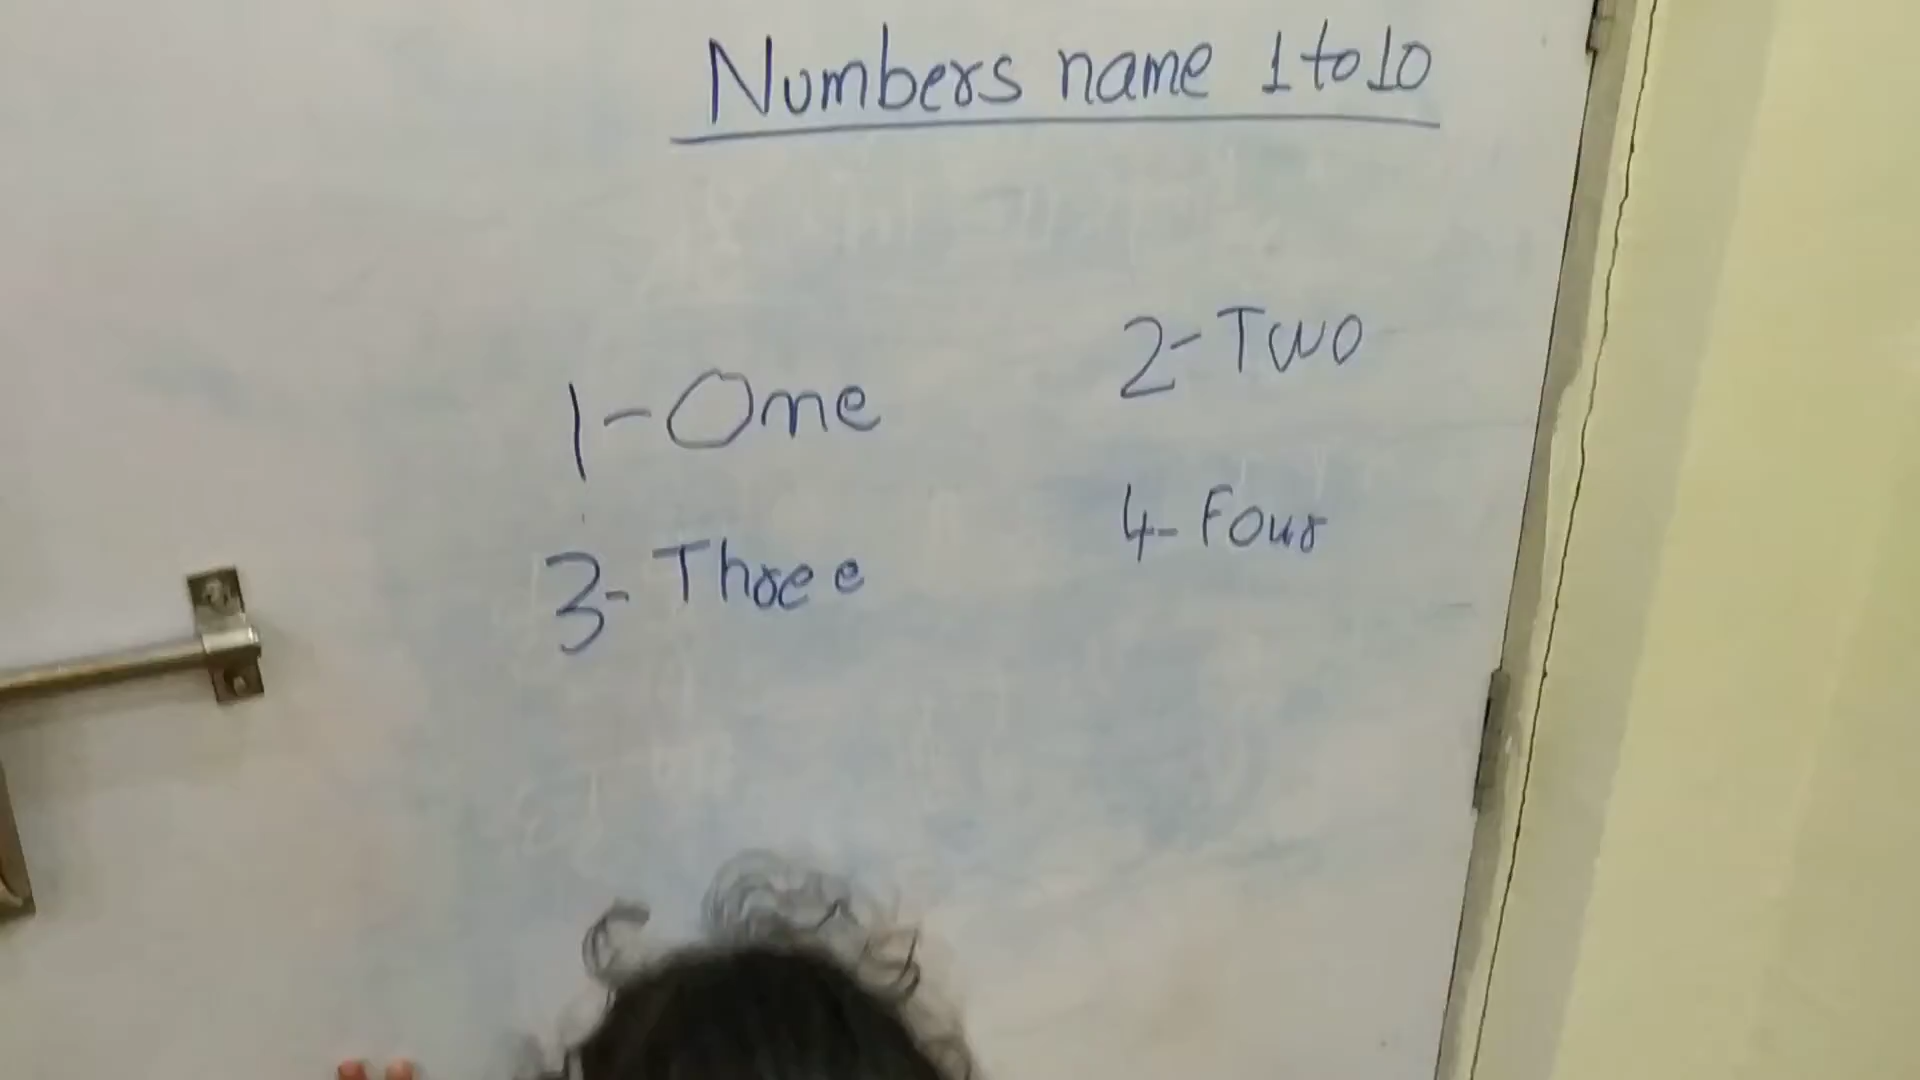 Numbers name 1 to 10
1- One
2- Two
3- Three
4- Four